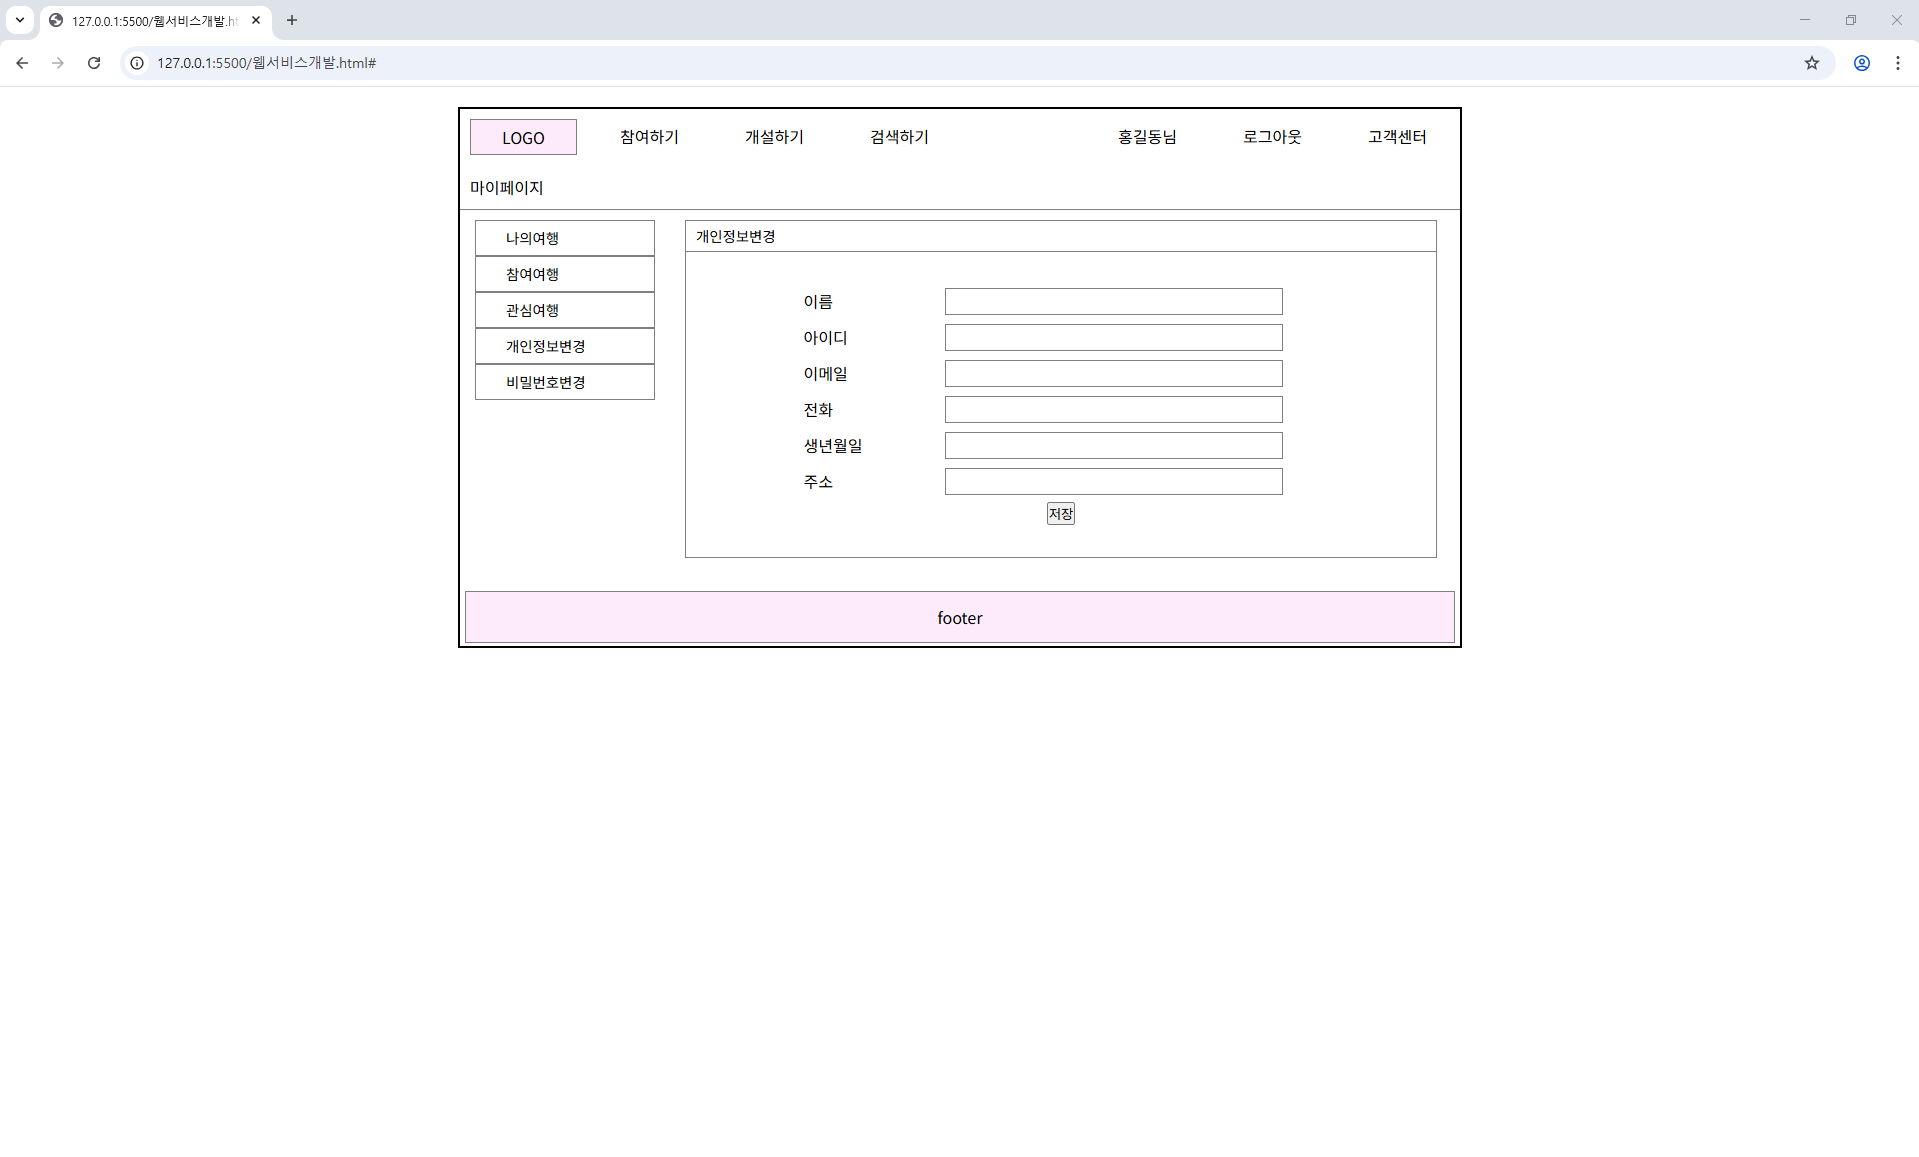 127.0.0.1:5500/웹서비스개발.ht
127.0.0.1:5500/웹서비스개발.html#
LOGO 참여하기 개설하기 검색하기 홍길동님 로그아웃 고객센터
마이페이지
나의여행
참여여행
관심여행
개인정보변경
비밀번호변경
개인정보변경
이름
아이디
이메일
전화
생년월일
주소
저장
footer